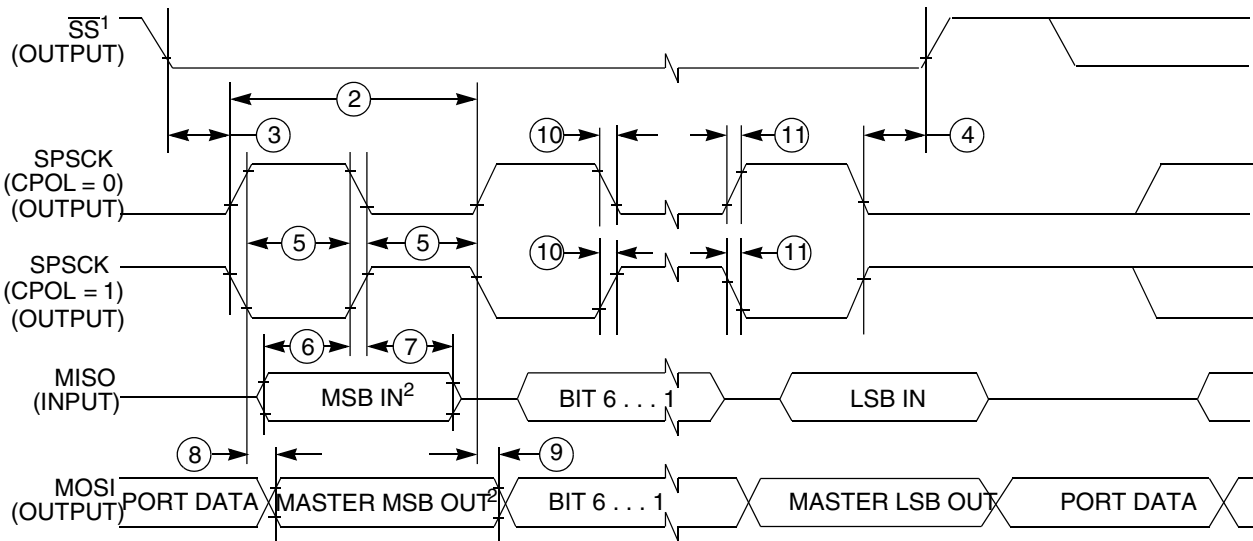 SS¹
(OUTPUT)
2
3
10
11
4
SPSCK
(CPOL = 0)
(OUTPUT)
5
5
SPSCK
(CPOL = 1)
(OUTPUT)
10
11
6
7
MISO
(INPUT)
MSB IN²
BIT 6 . . . 1
LSB IN
8
9
MOSI
(OUTPUT)
PORT DATA
MASTER MSB OUT²
BIT 6 . . . 1
MASTER LSB OUT
PORT DATA